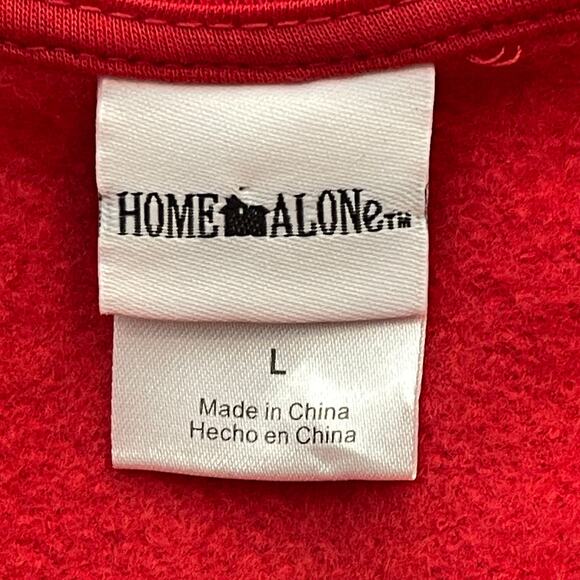 HOME ALONe™
L
Made in China
Hecho en China